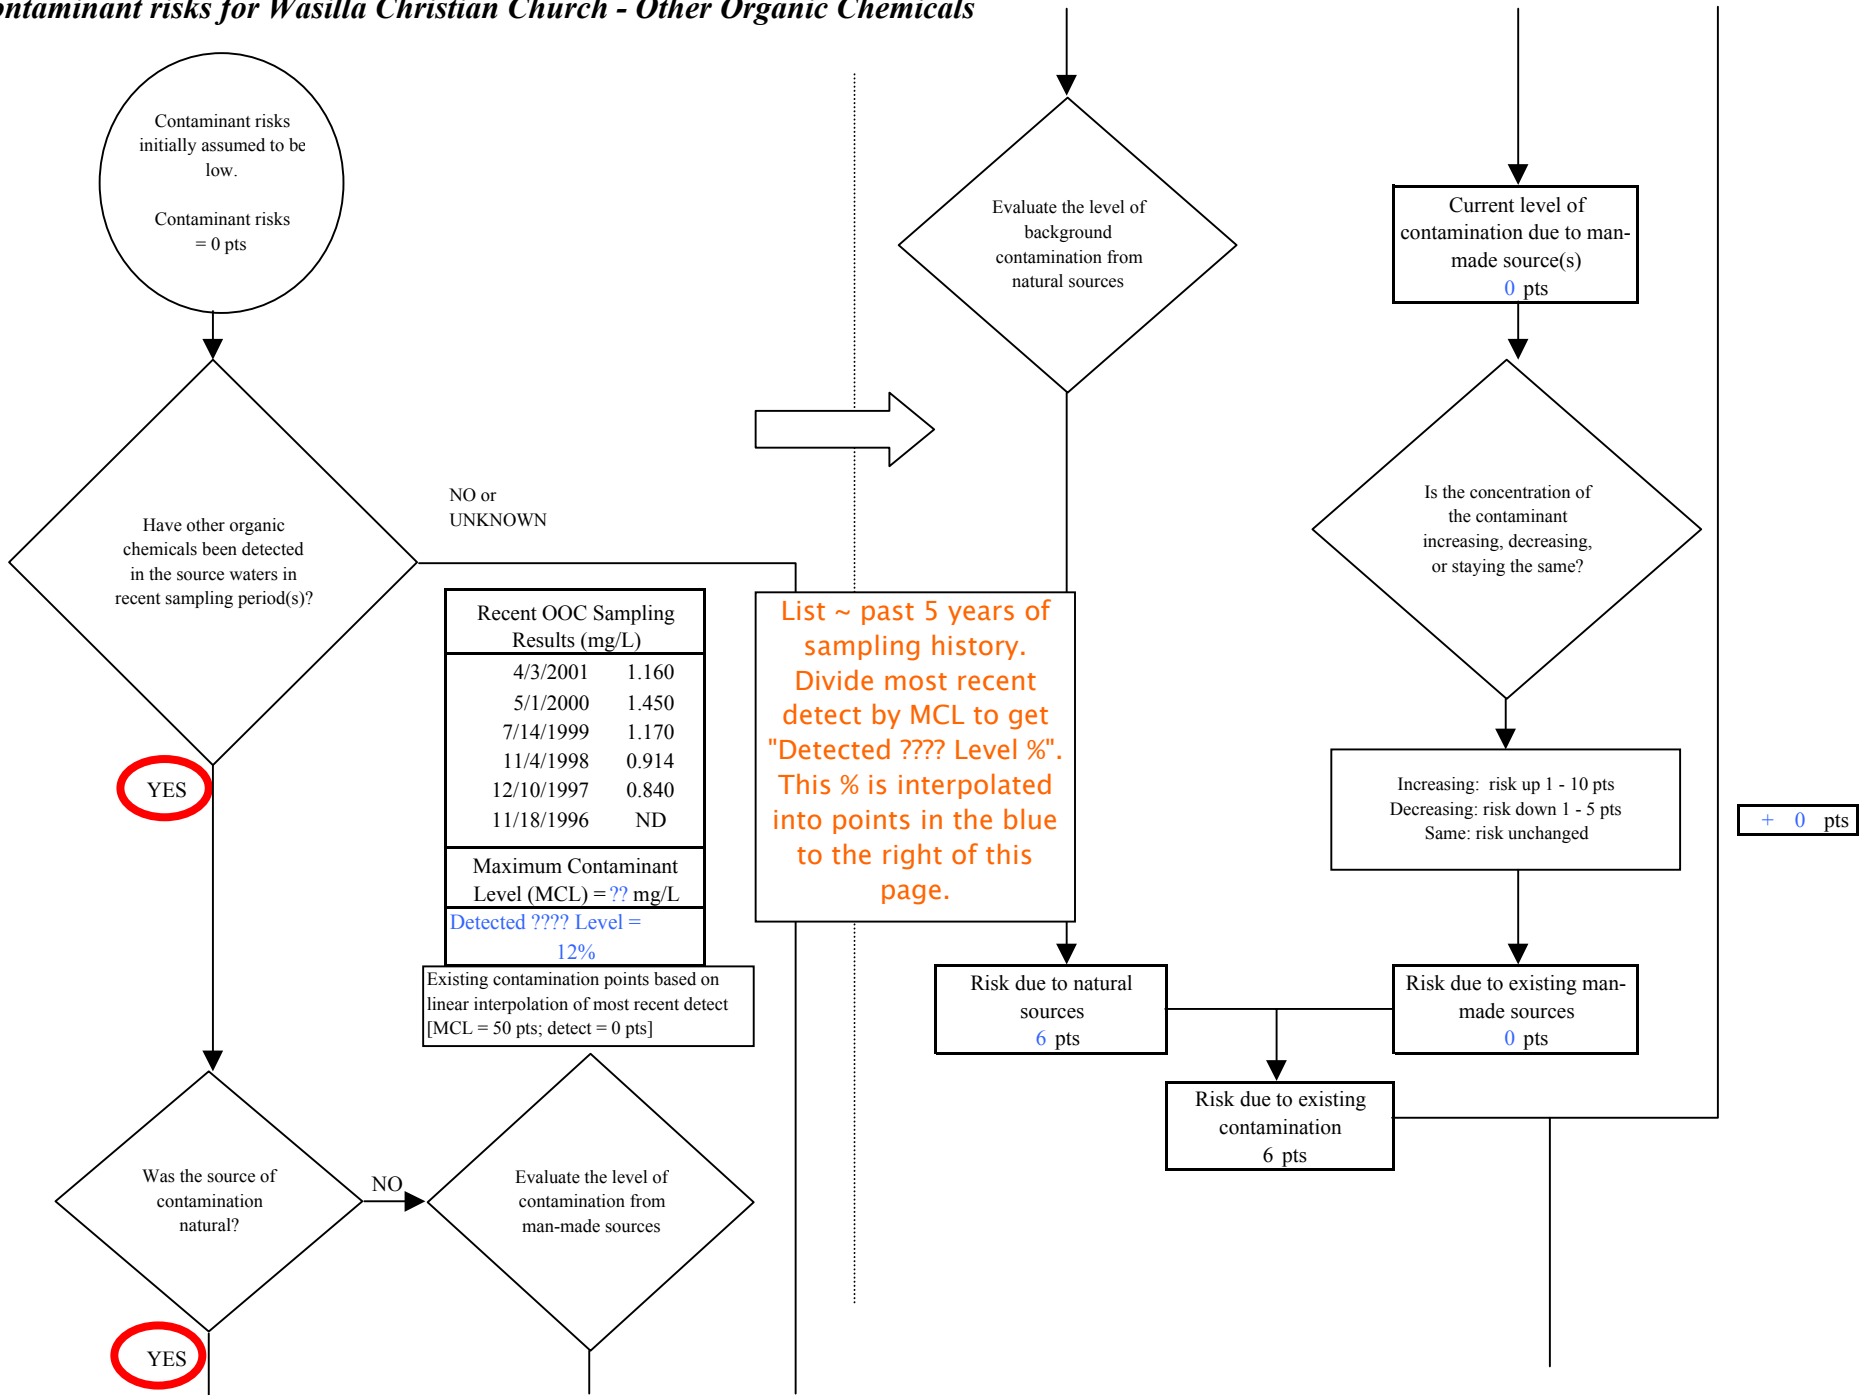 ontaminant risks for Wasilla Christian Church - Other Organic Chemicals
Contaminant risks
initially assumed to be
low.
Contaminant risks
= 0 pts
Have other organic
chemicals been detected
in the source waters in
recent sampling period(s)?
NO or
UNKNOWN
YES
Recent OOC Sampling
Results (mg/L)
4/3/2001 1.160
5/1/2000 1.450
7/14/1999 1.170
11/4/1998 0.914
12/10/1997 0.840
11/18/1996 ND
Maximum Contaminant
Level (MCL) = ?? mg/L
Detected ???? Level =
12%
Existing contamination points based on
linear interpolation of most recent detect
[MCL = 50 pts; detect = 0 pts]
Was the source of
contamination
natural?
NO
YES
Evaluate the level of
contamination from
man-made sources
List ~ past 5 years of
sampling history.
Divide most recent
detect by MCL to get
"Detected ???? Level %".
This % is interpolated
into points in the blue
to the right of this
page.
Evaluate the level of
background
contamination from
natural sources
Risk due to natural
sources
6 pts
Current level of
contamination due to man-
made source(s)
0 pts
Is the concentration of
the contaminant
increasing, decreasing,
or staying the same?
Increasing: risk up 1 - 10 pts
Decreasing: risk down 1 - 5 pts
Same: risk unchanged
+ 0 pts
Risk due to existing man-
made sources
0 pts
Risk due to existing
contamination
6 pts